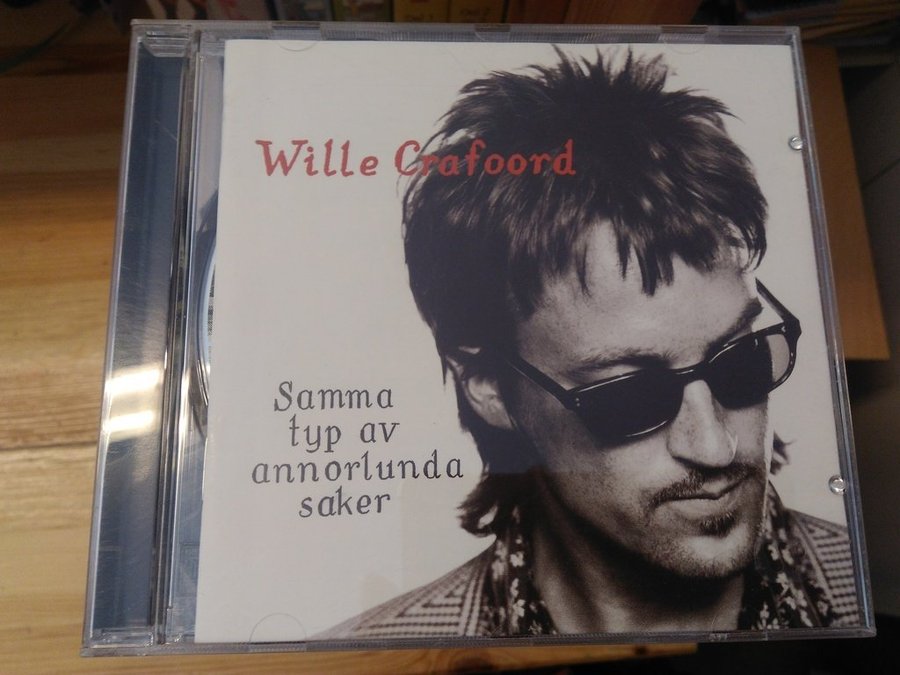 Wille Crafoord
Samma
typ av
annorlunda
saker